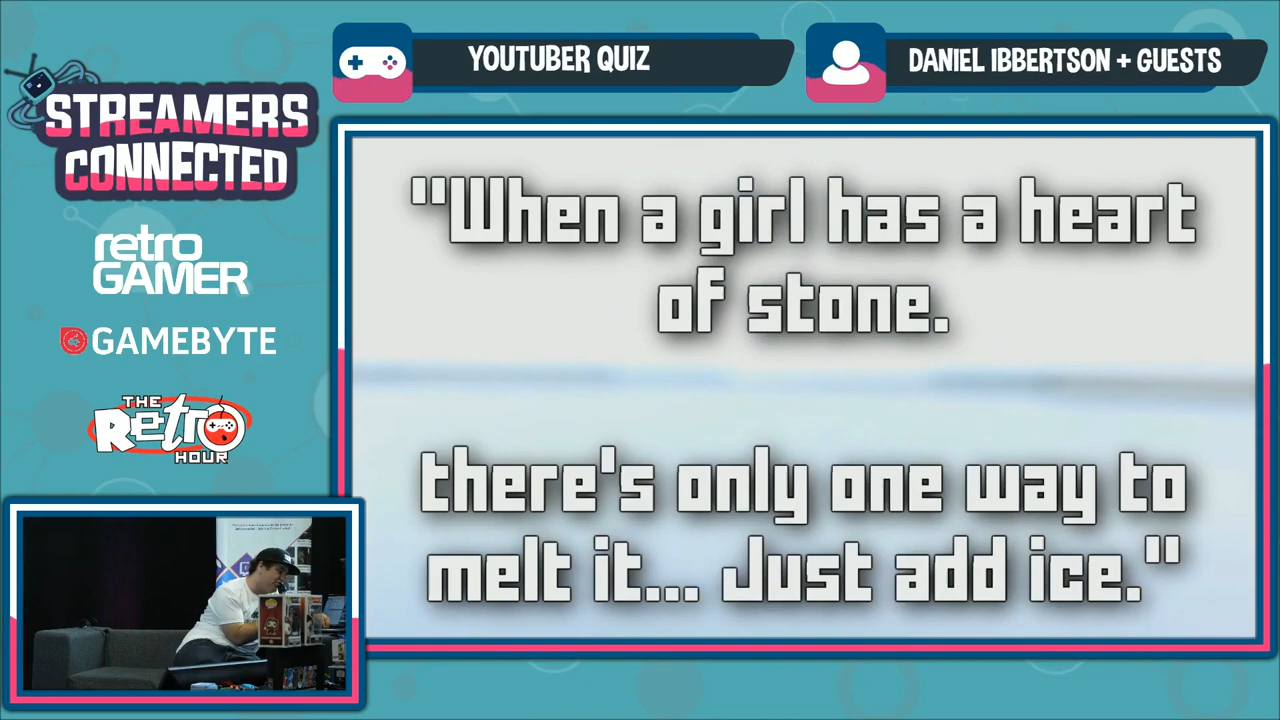 YOUTUBER QUIZ
DANIEL IBBERTSON + GUESTS
STREAMERS
CONNECTED
retro
GAMER
GAMEBYTE
THE
RetRO
HOUR
"When a girl has a heart
of stone.
there's only one way to
melt it... Just add ice."